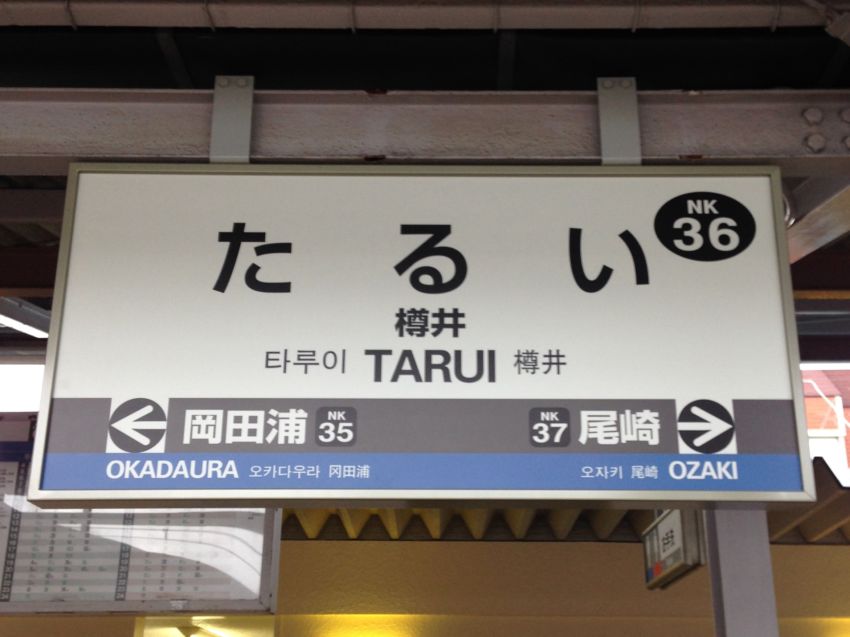 たるい
NK
36
樽井
타루이 TARUI 樽井
岡田浦 NK 35
NK 37 尾崎
OKADAURA 오카다우라 冈田浦
오자키 尾崎 OZAKI